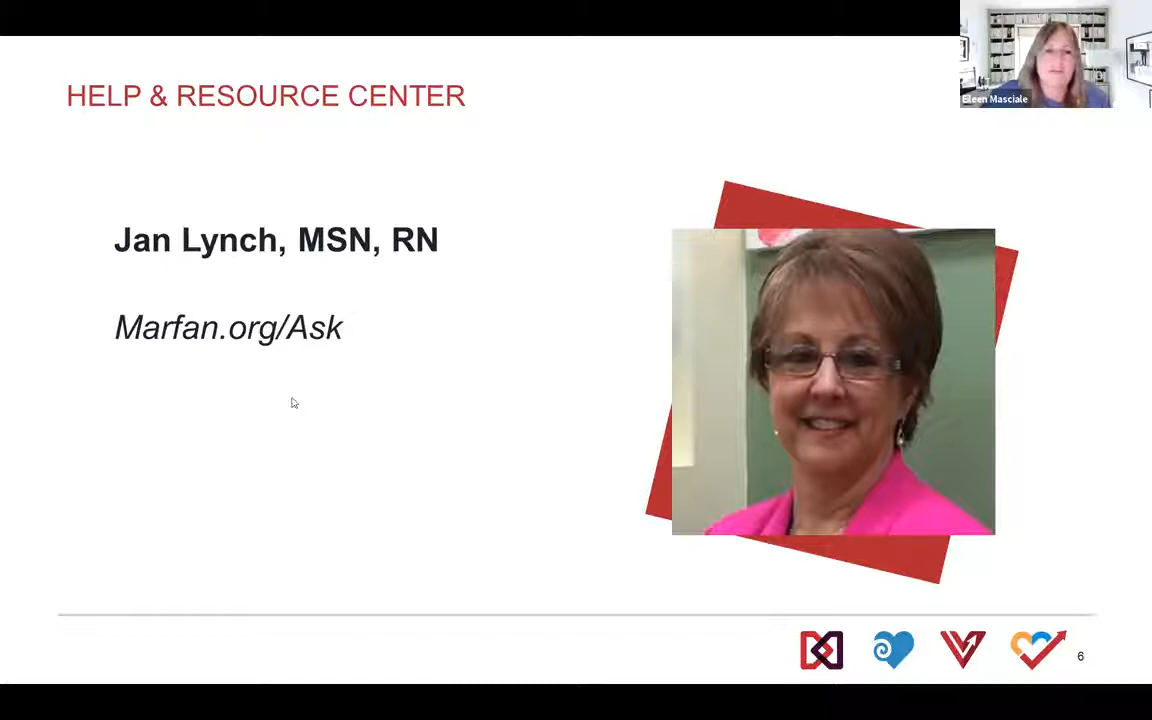 HELP & RESOURCE CENTER
Eileen Masciale
Jan Lynch, MSN, RN
Marfan.org/Ask
6